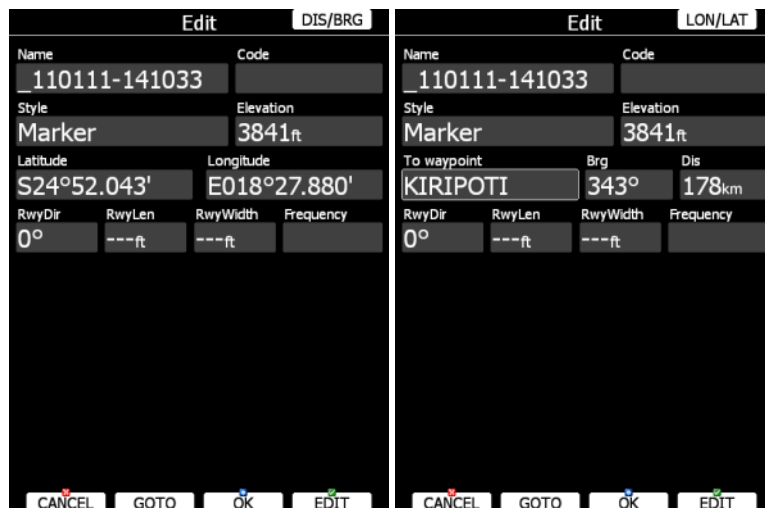 Edit DIS/BRG
Name Code
_110111-141033
Style Elevation
Marker 3841ft
Latitude Longitude
S24°52.043' E018°27.880'
RwyDir RwyLen RwyWidth Frequency
0° ---ft ---ft
CANCEL GOTO OK EDIT
Edit LON/LAT
Name Code
_110111-141033
Style Elevation
Marker 3841ft
To waypoint Brg Dis
KIRIPOTI 343° 178km
RwyDir RwyLen RwyWidth Frequency
0° ---ft ---ft
CANCEL GOTO OK EDIT